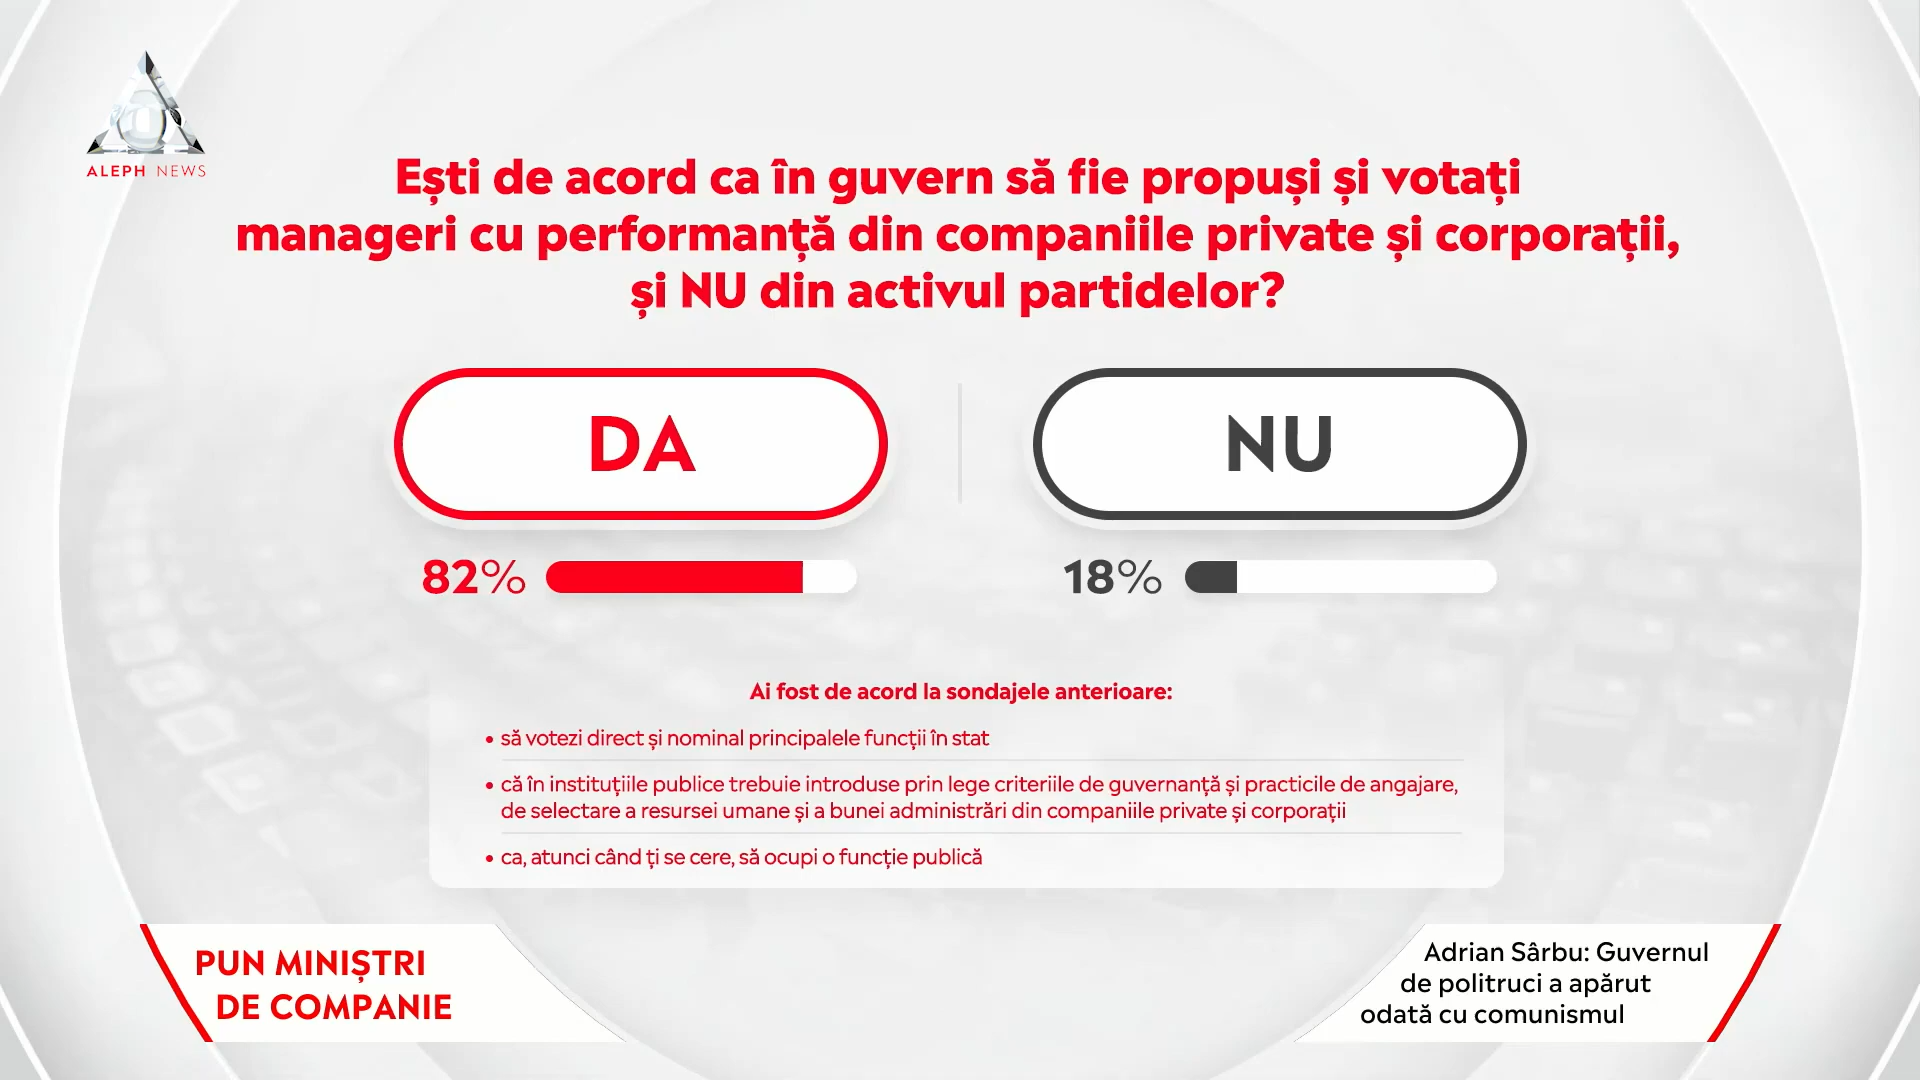 ALEPH NEWS
Ești de acord ca în guvern să fie propuși și votați
manageri cu performanță din companiile private și corporații,
și NU din activul partidelor?
DA
NU
82%
18%
Ai fost de acord la sondajele anterioare:
• să votezi direct și nominal principalele funcții în stat
• că în instituțiile publice trebuie introduse prin lege criteriile de guvernanță și practicile de angajare,
de selectare a resursei umane și a bunei administrări din companiile private și corporații
• ca, atunci când ți se cere, să ocupi o funcție publică
PUN MINIȘTRI
DE COMPANIE
Adrian Sârbu: Guvernul
de politruci a apărut
odată cu comunismul